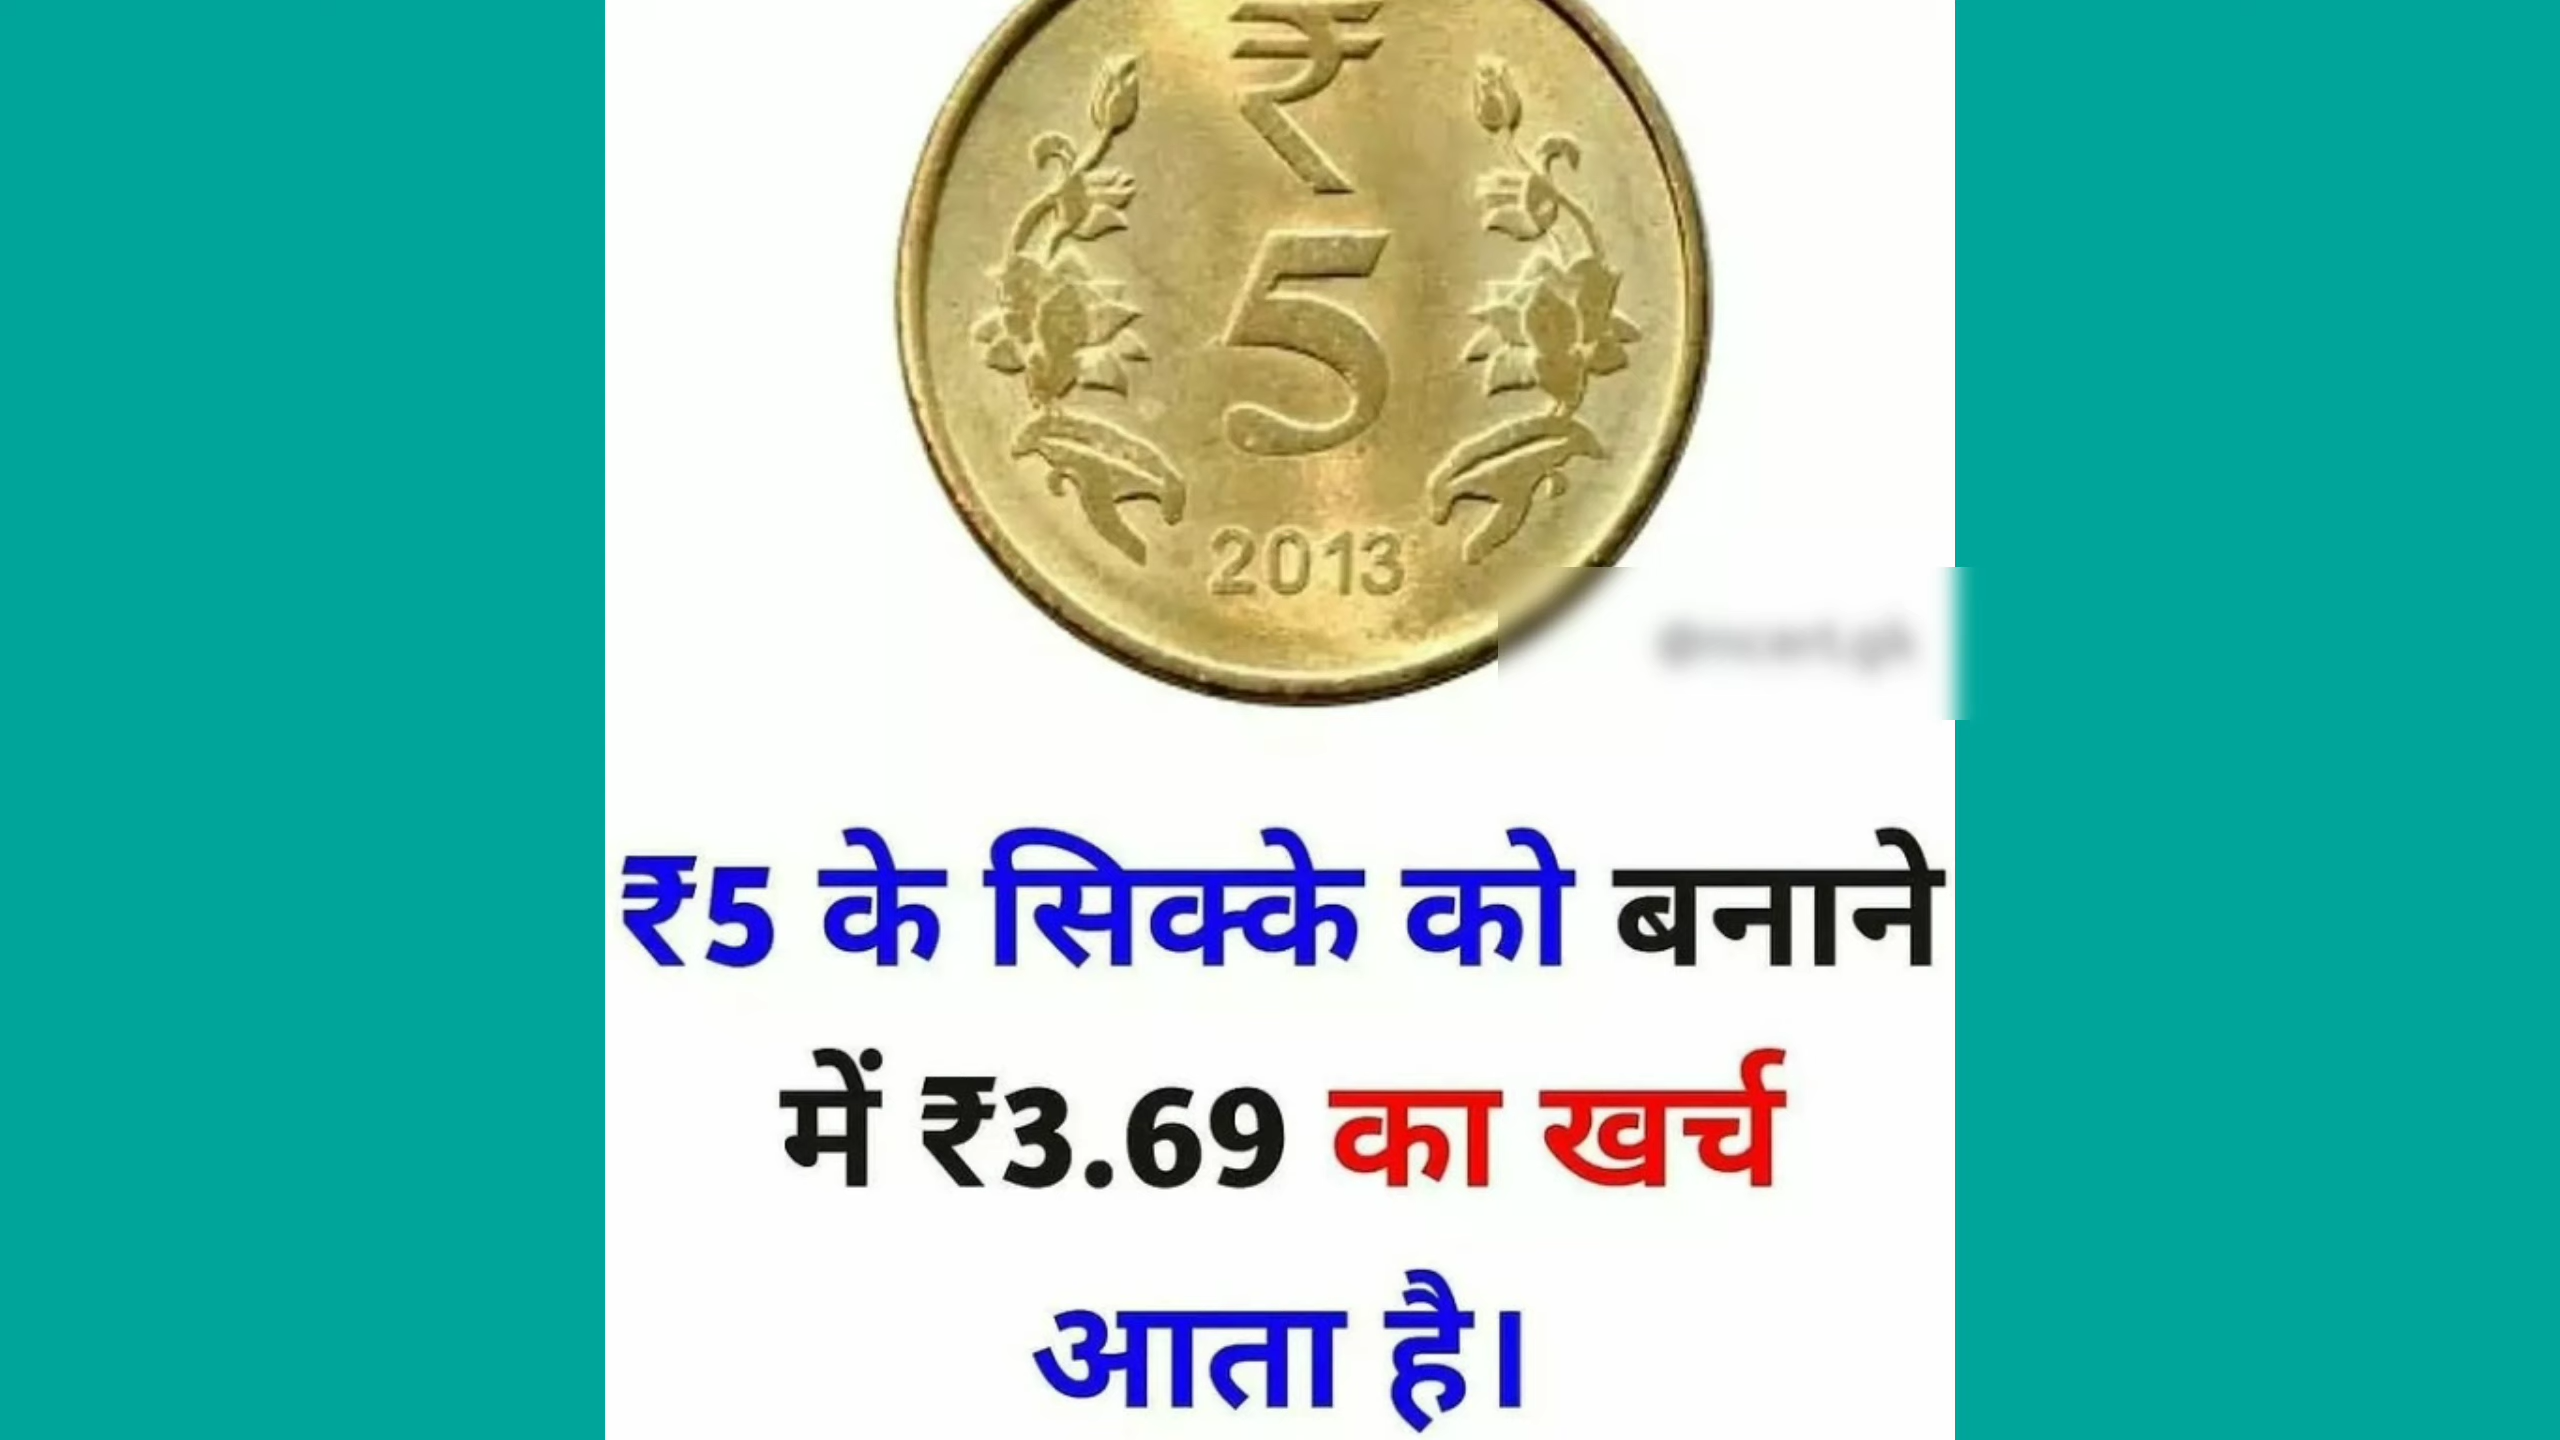 ₹
5
2013
₹5 के सिक्के को बनाने
में ₹3.69 का खर्च
आता है।